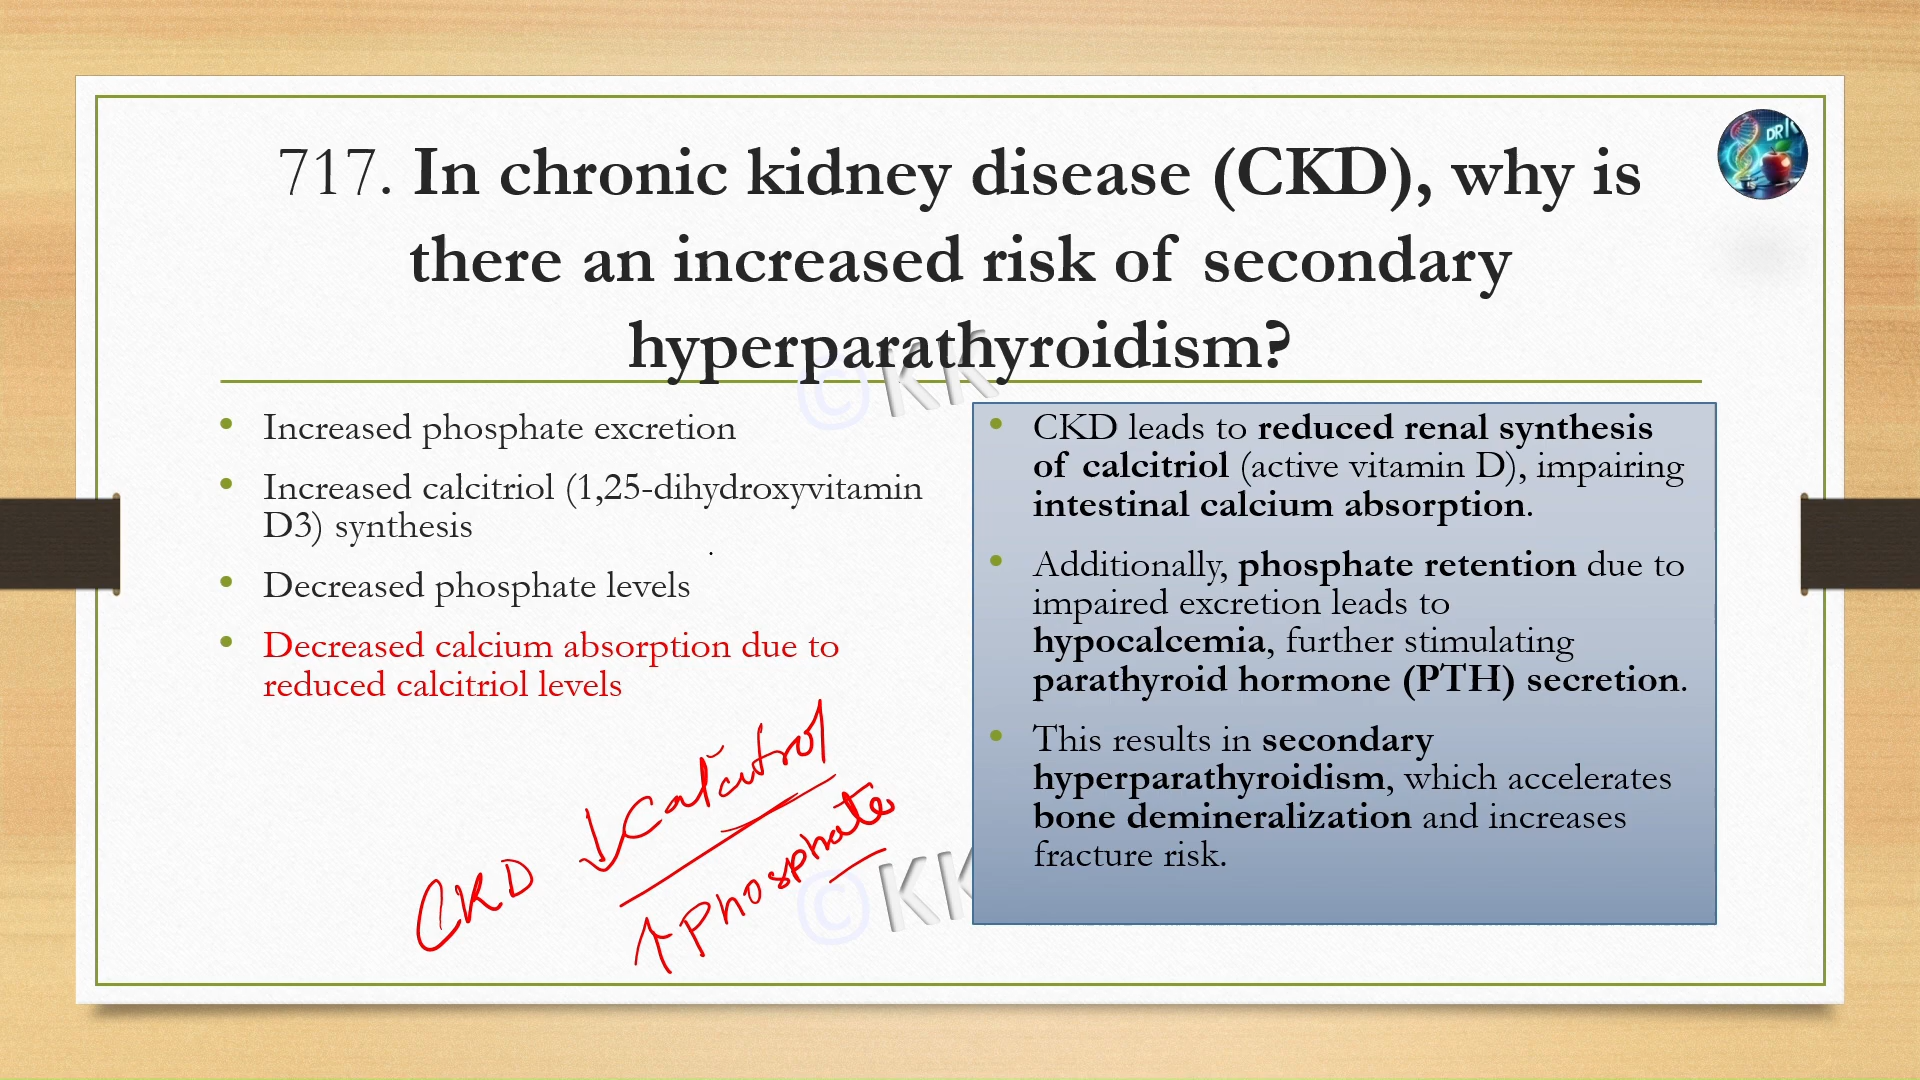 717. In chronic kidney disease (CKD), why is
there an increased risk of secondary
hyperparathyroidism?
• Increased phosphate excretion
• Increased calcitriol (1,25-dihydroxyvitamin
D3) synthesis
• Decreased phosphate levels
• Decreased calcium absorption due to
reduced calcitriol levels
• CKD leads to reduced renal synthesis
of calcitriol (active vitamin D), impairing
intestinal calcium absorption.
• Additionally, phosphate retention due to
impaired excretion leads to
hypocalcemia, further stimulating
parathyroid hormone (PTH) secretion.
• This results in secondary
hyperparathyroidism, which accelerates
bone demineralization and increases
fracture risk.
CKD ↓ Calcitrol
↑ Phosphate
©KK
©KK
DR